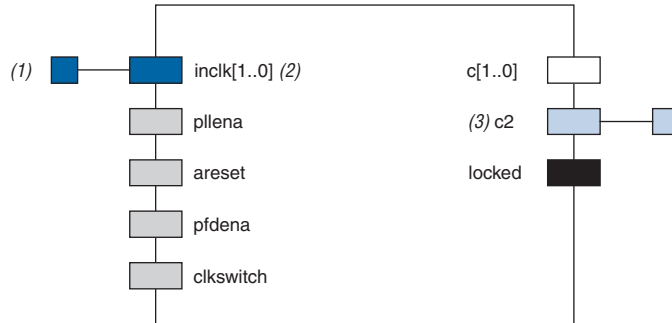 (1) inclk[1..0] (2) c[1..0]
pllena (3) c2
areset locked
pfdena
clkswitch